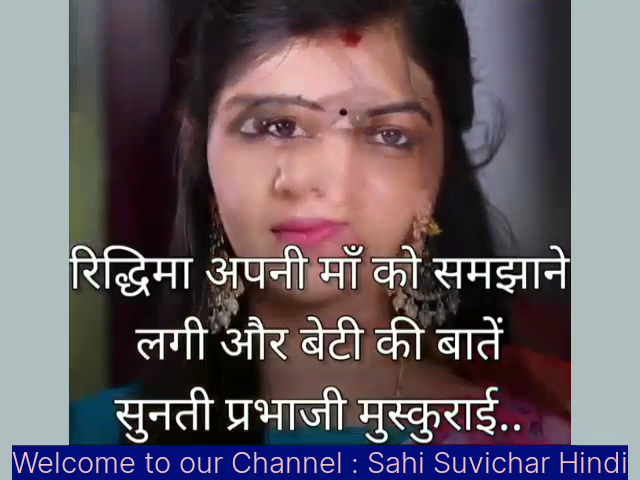 रिद्धिमा अपनी माँ को समझाने
लगी और बेटी की बातें
सुनती प्रभाजी मुस्कुराई..
Welcome to our Channel : Sahi Suvichar Hindi